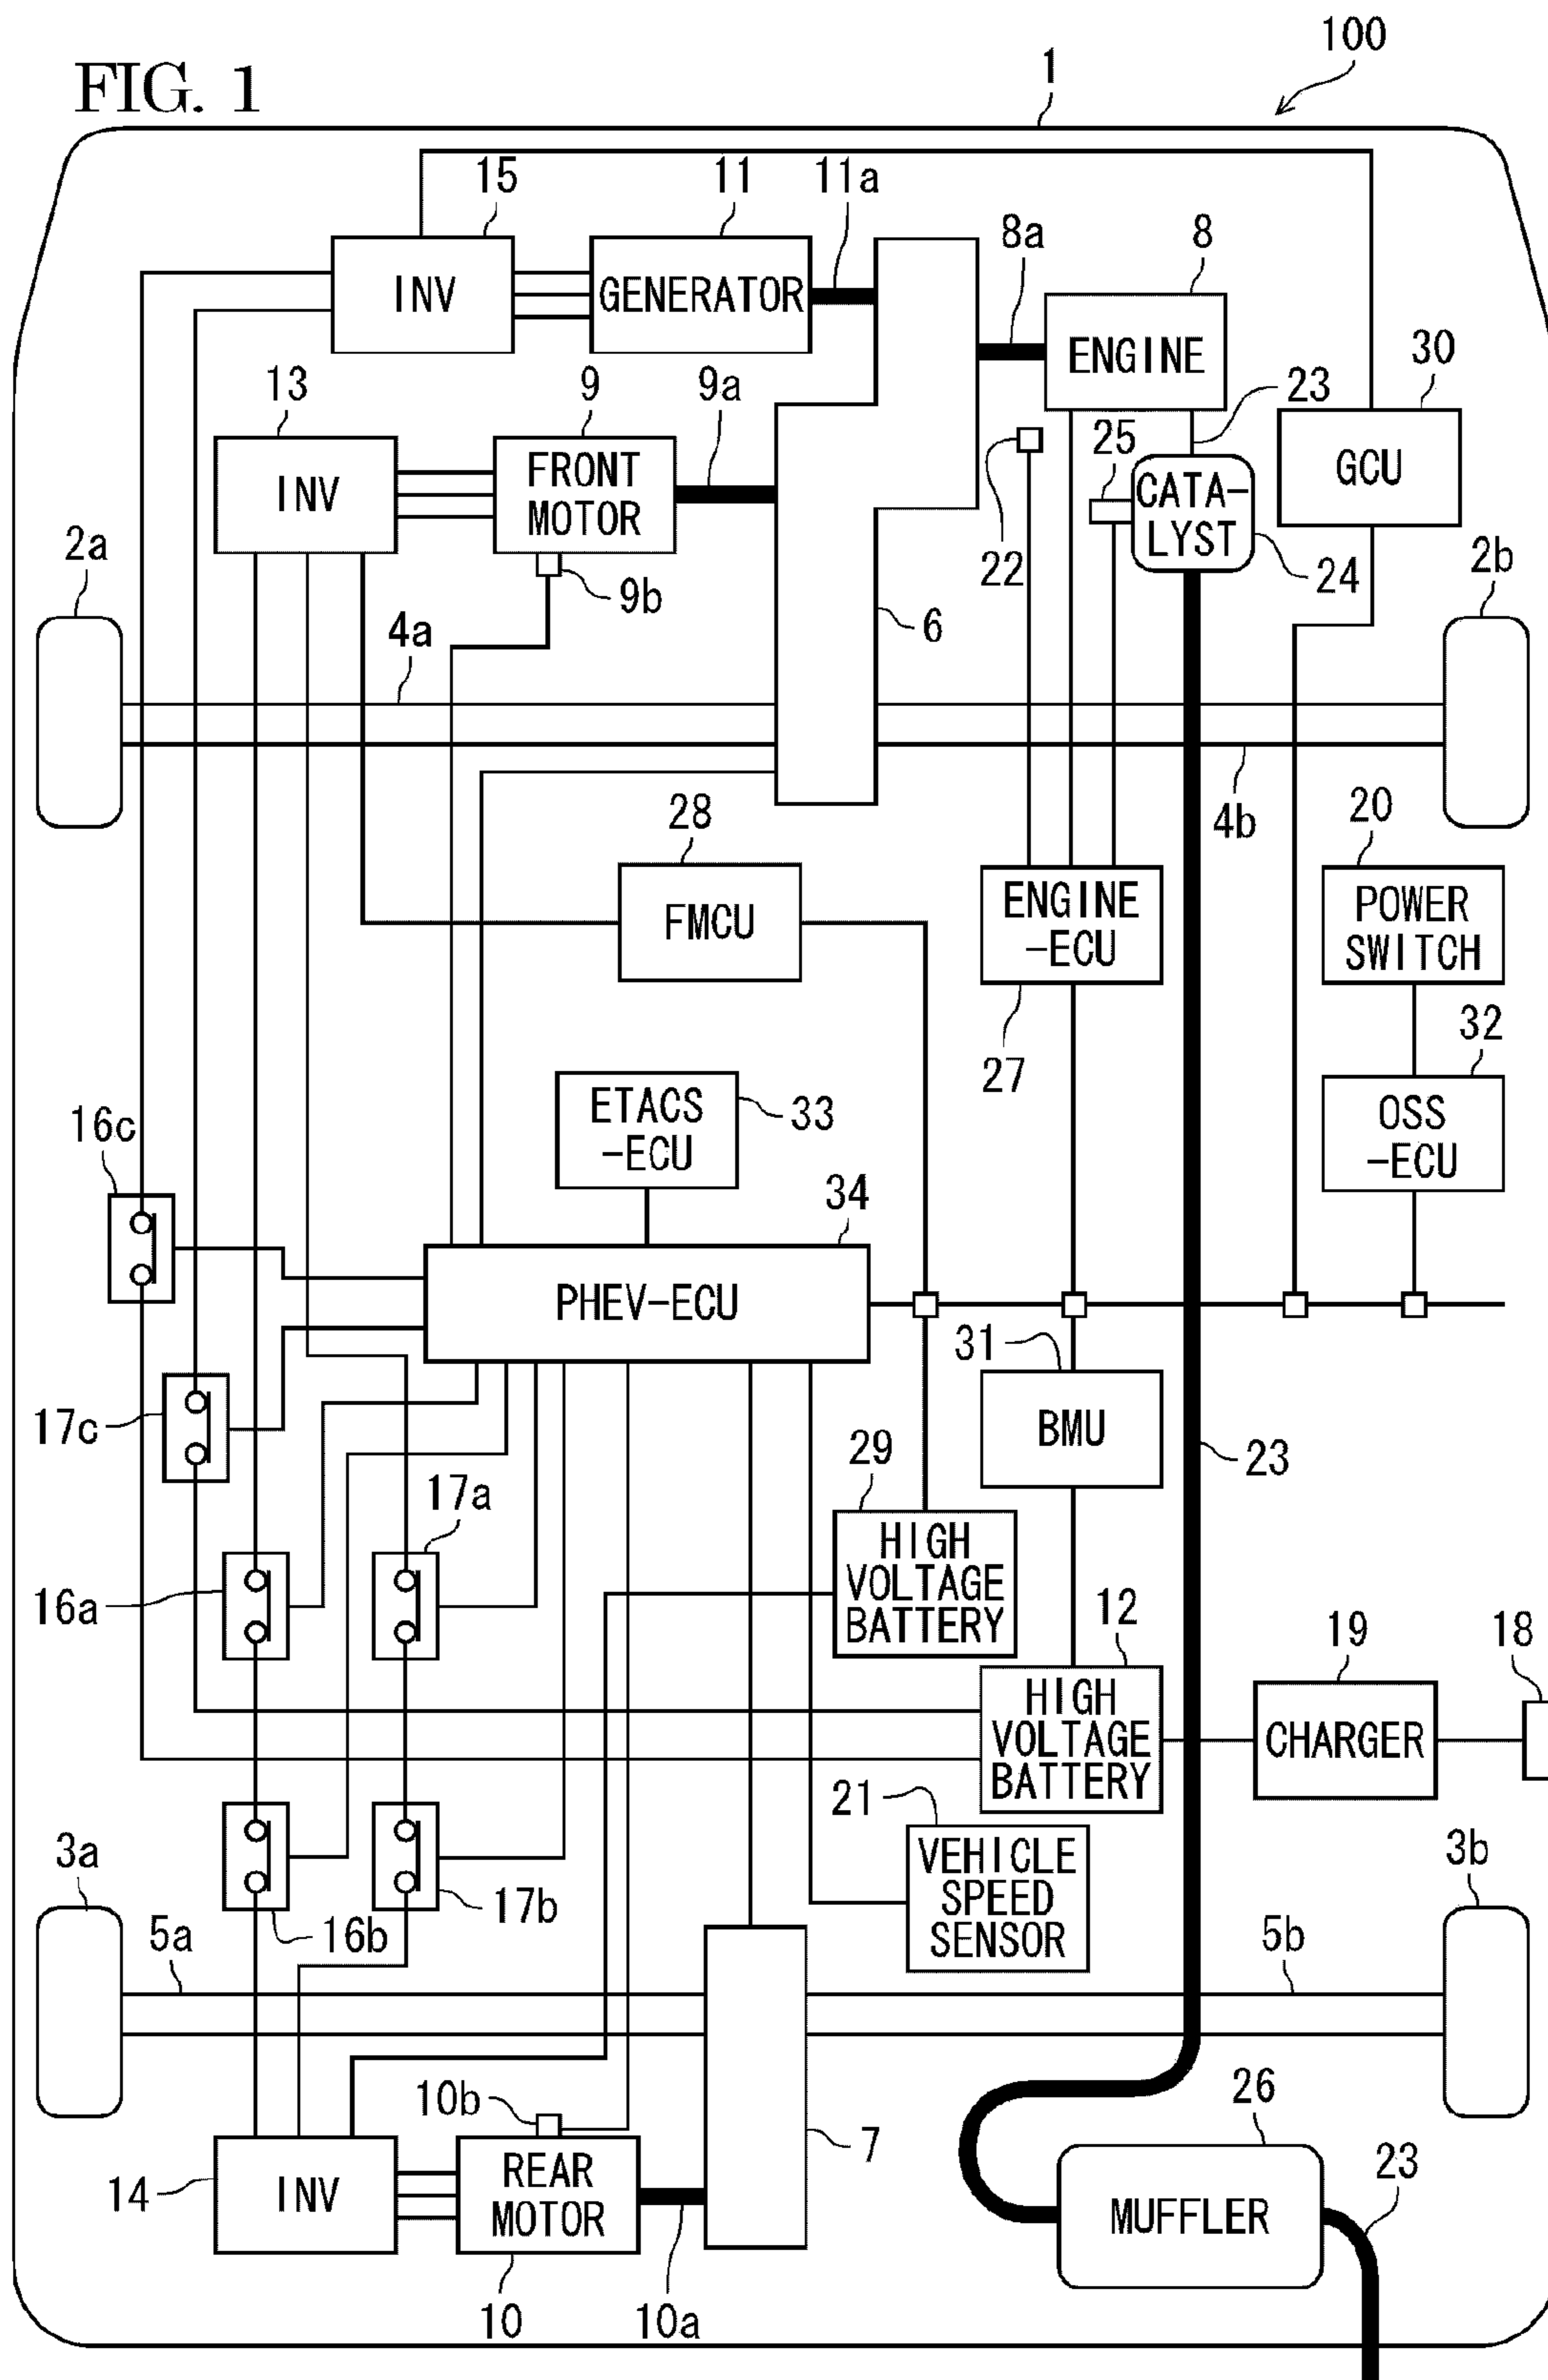 FIG. 1
100
1
15
11
11a
8a
8
INV
GENERATOR
ENGINE
30
13
9
9a
23
25
GCU
INV
FRONT
MOTOR
CATA-
LYST
22
24
2a
2b
9b
4a
6
4b
28
20
FMCU
ENGINE
-ECU
POWER
SWITCH
27
32
ETACS
-ECU
33
OSS
-ECU
16c
34
PHEV-ECU
31
17c
BMU
29
23
17a
HIGH
VOLTAGE
BATTERY
16a
12
19
18
HIGH
VOLTAGE
BATTERY
CHARGER
21
3a
3b
VEHICLE
SPEED
SENSOR
17b
16b
5a
5b
10b
26
7
23
14
INV
REAR
MOTOR
MUFFLER
10
10a